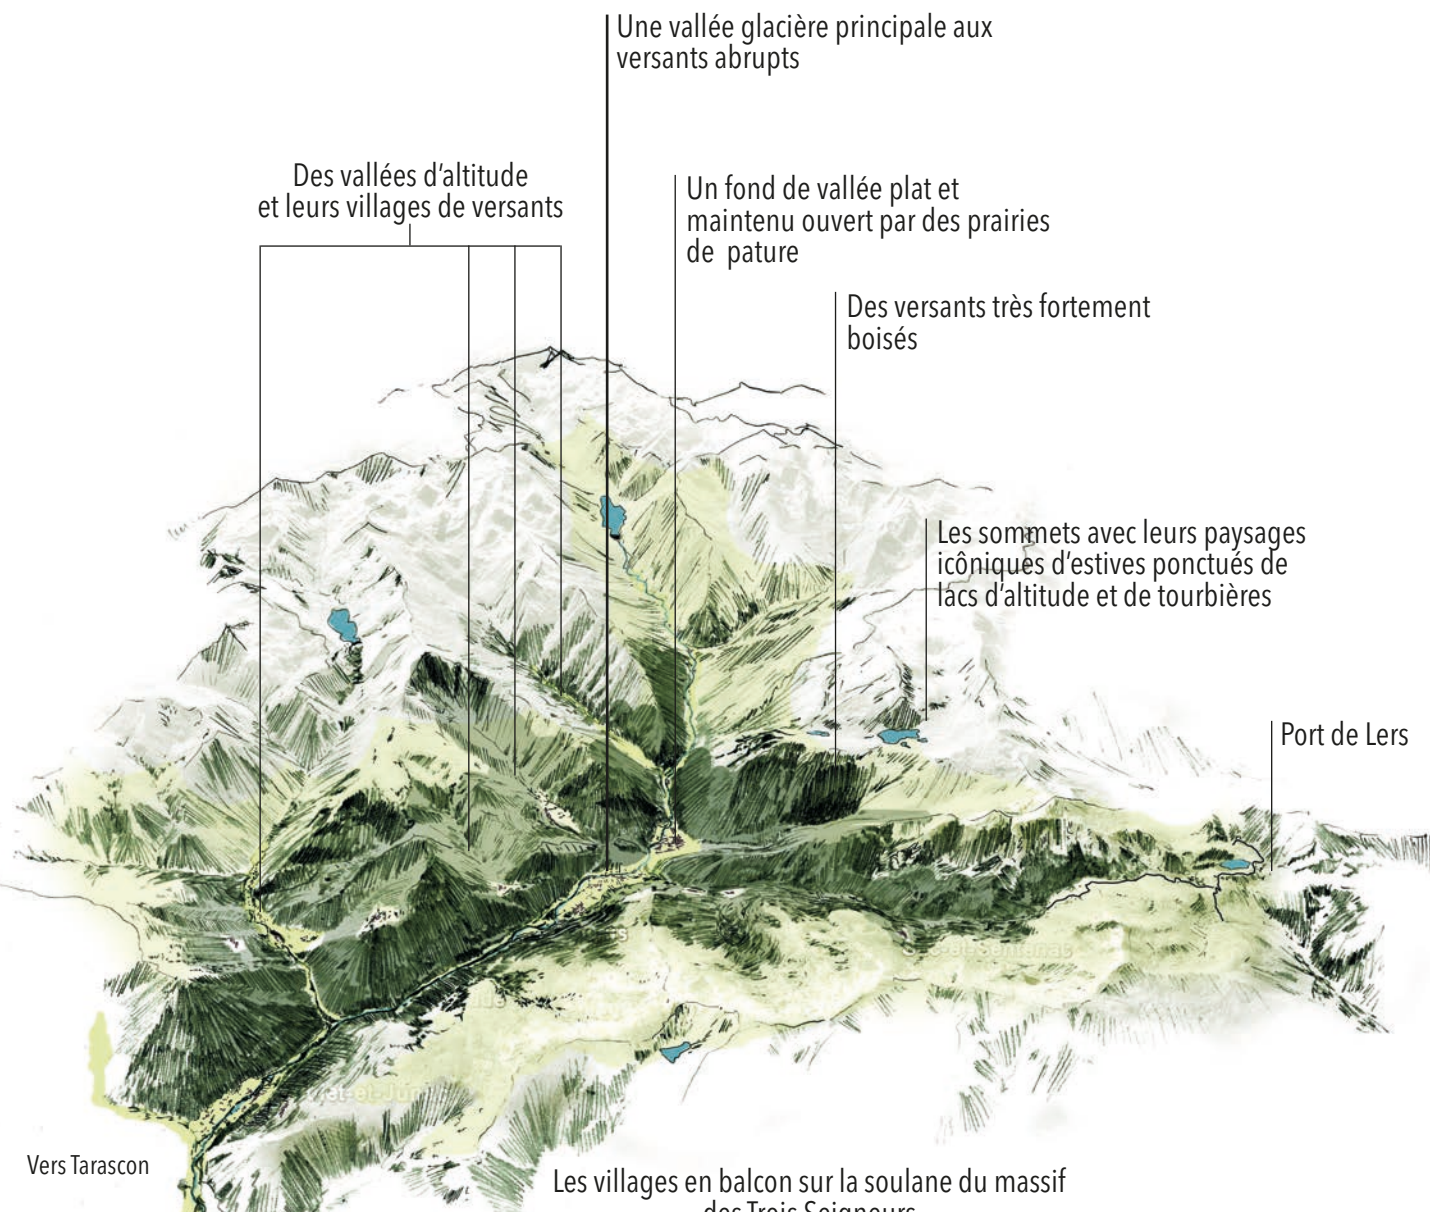 Une vallée glacière principale aux
versants abrupts
Des vallées d'altitude
et leurs villages de versants
Un fond de vallée plat et
maintenu ouvert par des prairies
de pature
Des versants très fortement
boisés
Les sommets avec leurs paysages
icôniques d'estives ponctués de
lacs d'altitude et de tourbières
Port de Lers
Vers Tarascon
Les villages en balcon sur la soulane du massif
des Trois Seigneurs